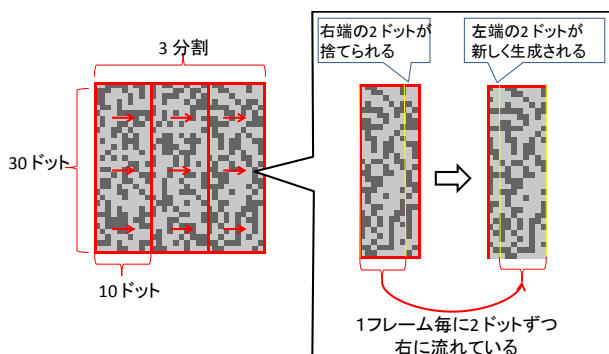 3 分割
30ドット
10ドット
右端の2ドットが
捨てられる
左端の2ドットが
新しく生成される
1フレーム毎に2ドットずつ
右に流れている